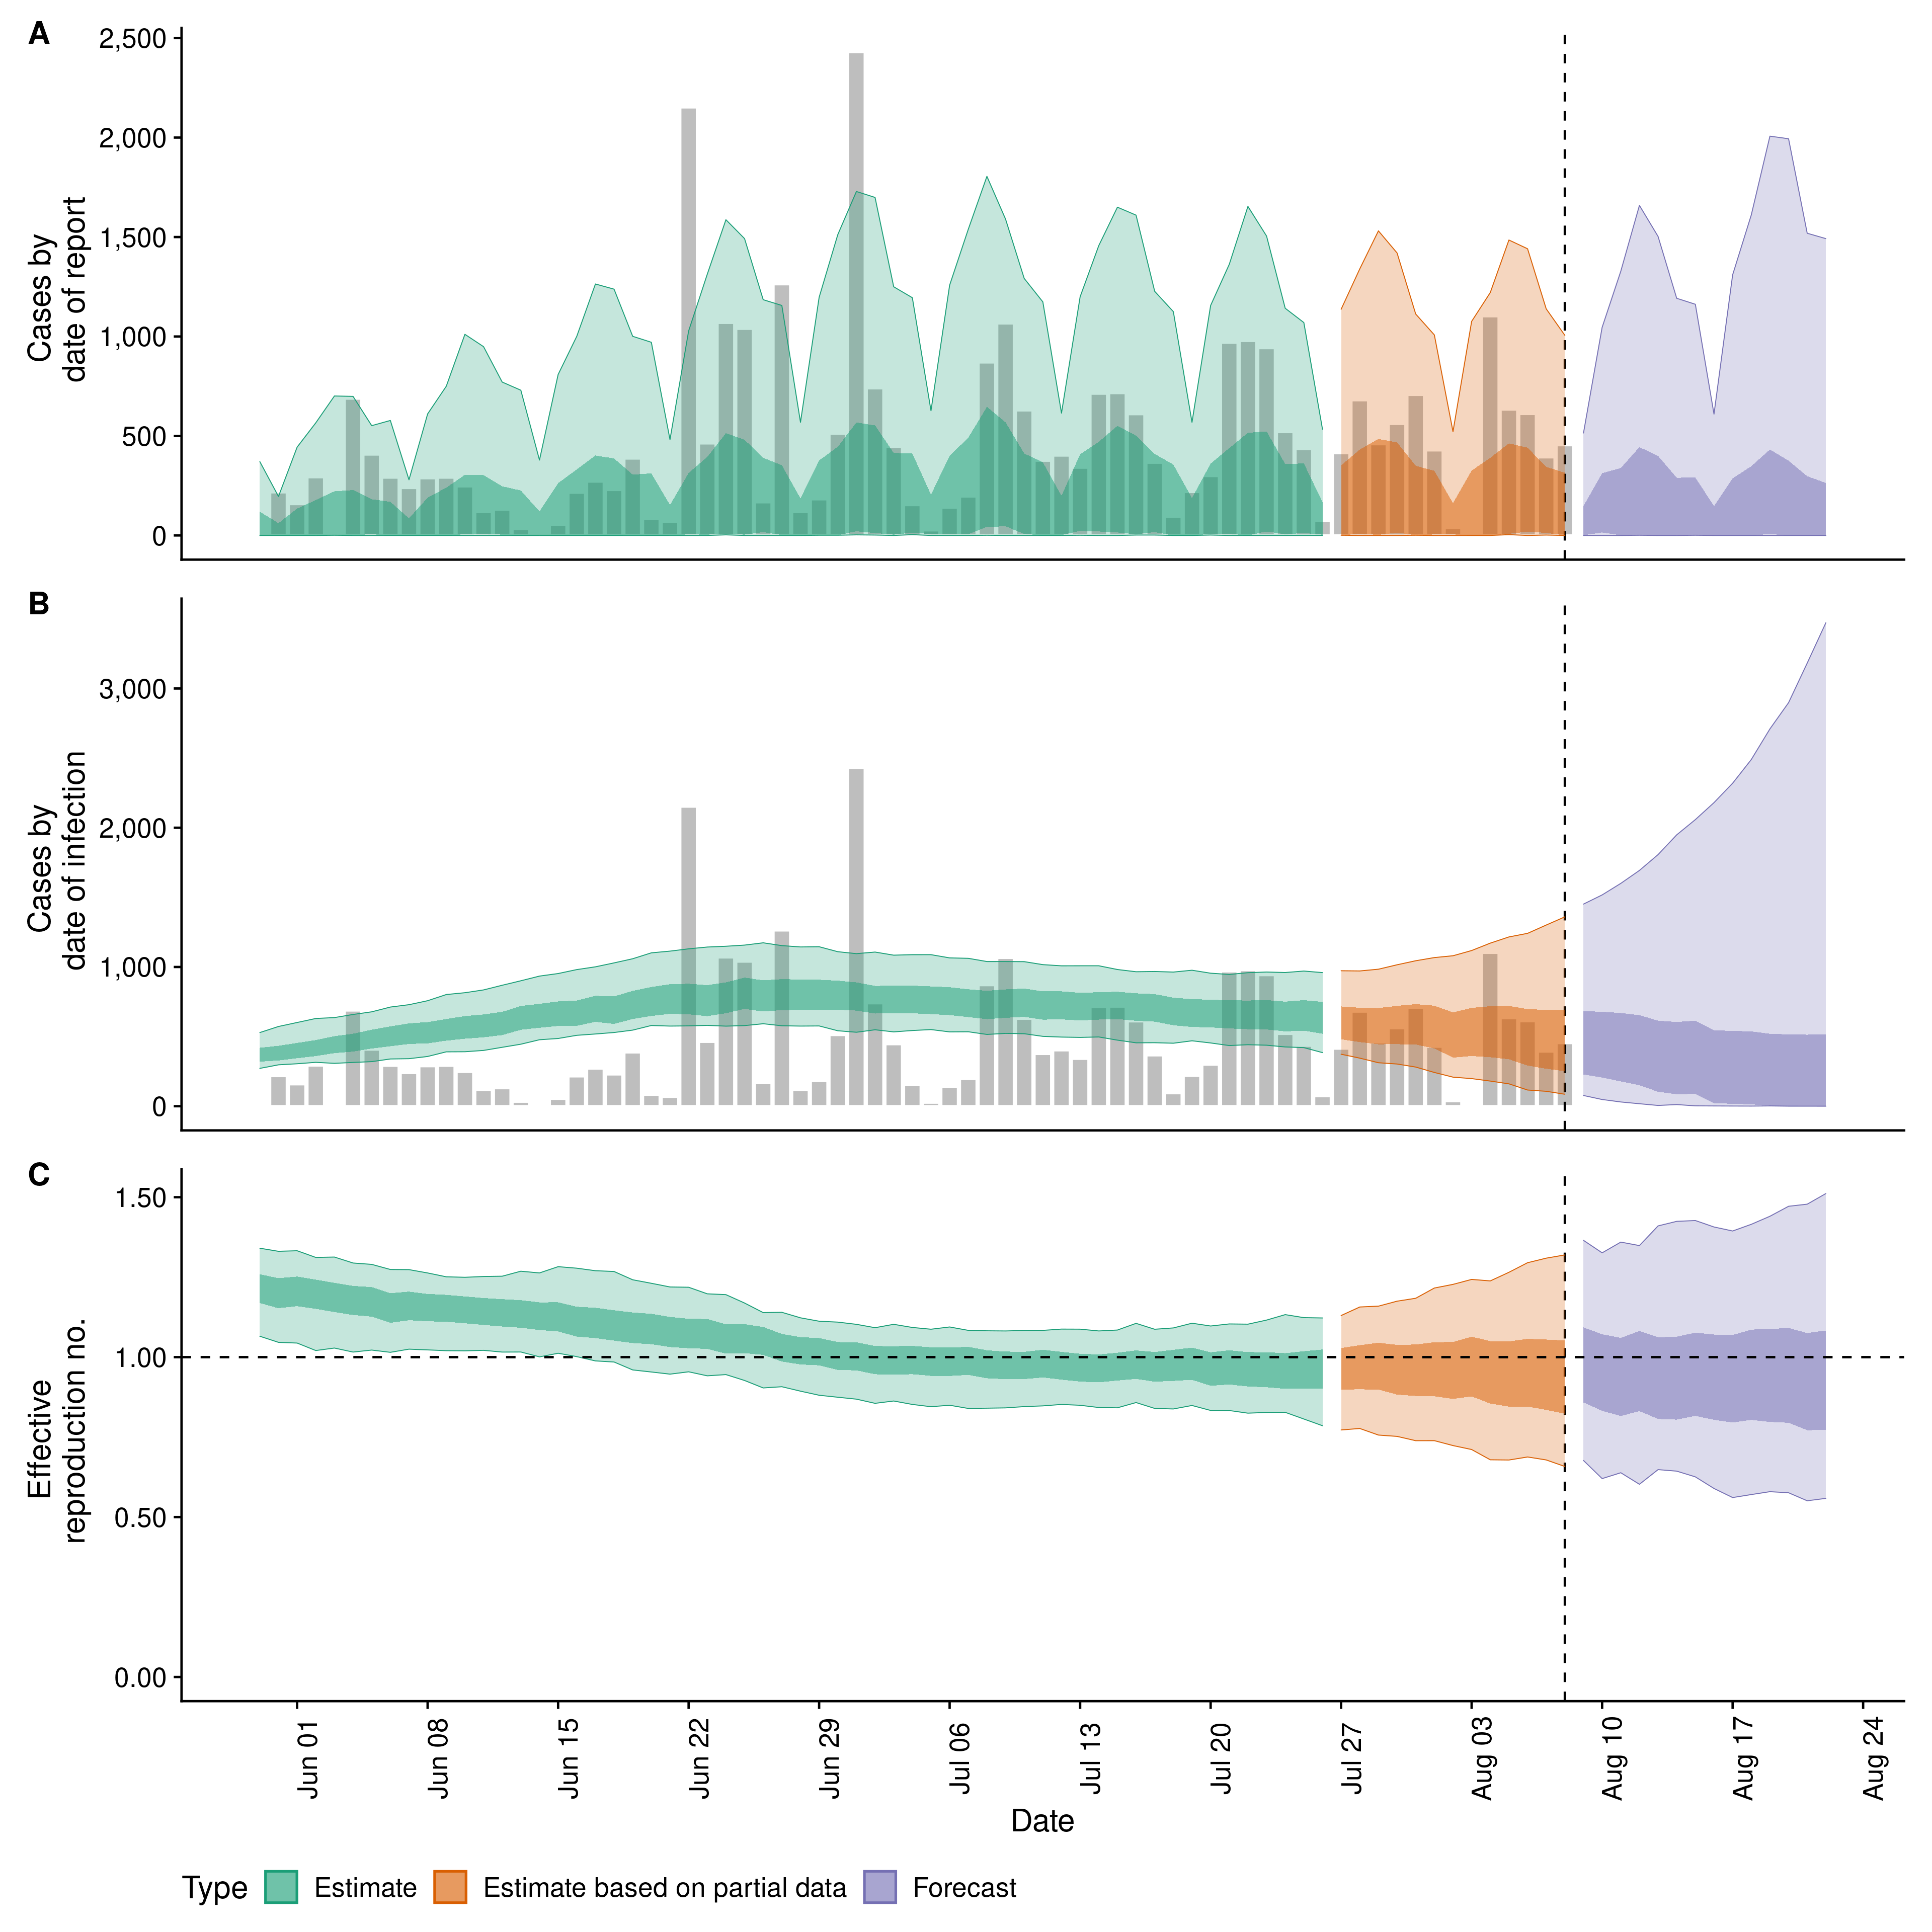 A
2,500
2,000
1,500
1,000
500
0
Cases by
date of report
B
3,000
2,000
1,000
0
Cases by
date of infection
C
1.50
1.00
0.50
0.00
Effective
reproduction no.
Jun 01
Jun 08
Jun 15
Jun 22
Jun 29
Jul 06
Jul 13
Jul 20
Jul 27
Aug 03
Aug 10
Aug 17
Aug 24
Date
Type Estimate Estimate based on partial data Forecast